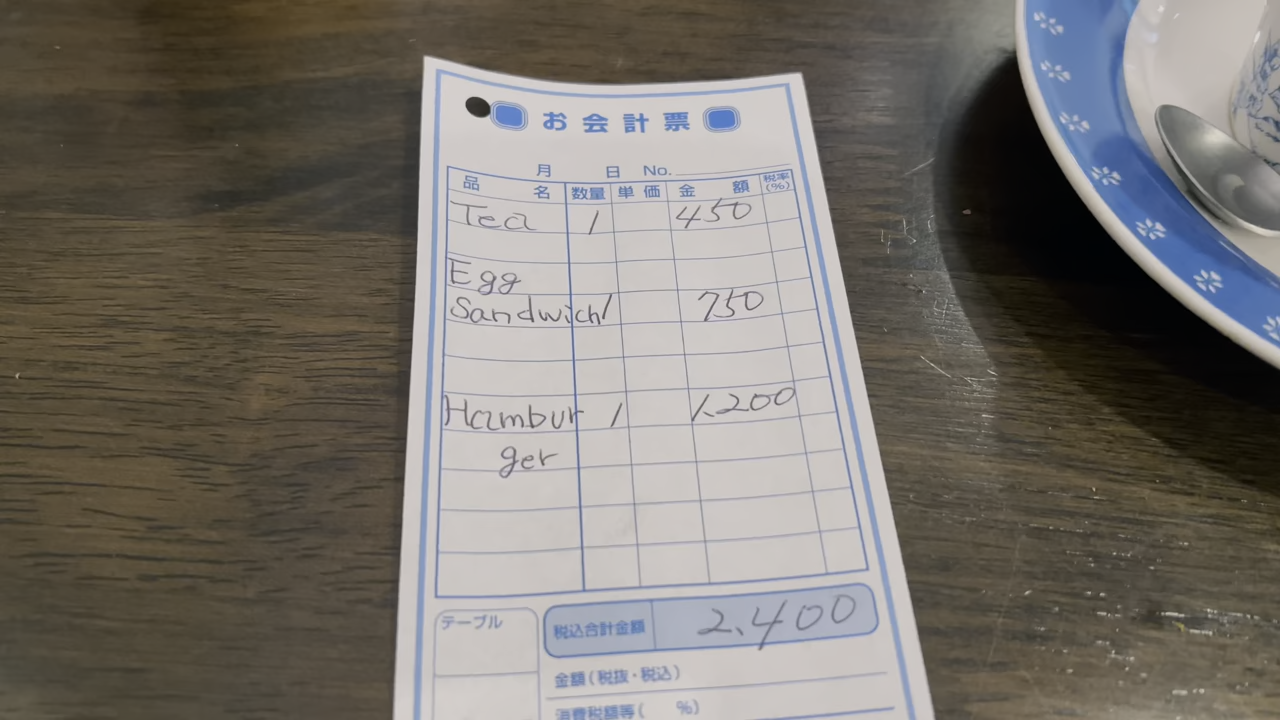 お会計票
月 日 No.
品名 数量 単価 金額 税率(%)
Tea 1 450
Egg
Sandwich 1 750
Hambur 1 1,200
ger
テーブル
税込合計金額 2,400
金額(税抜・税込)
消費税額等( %)